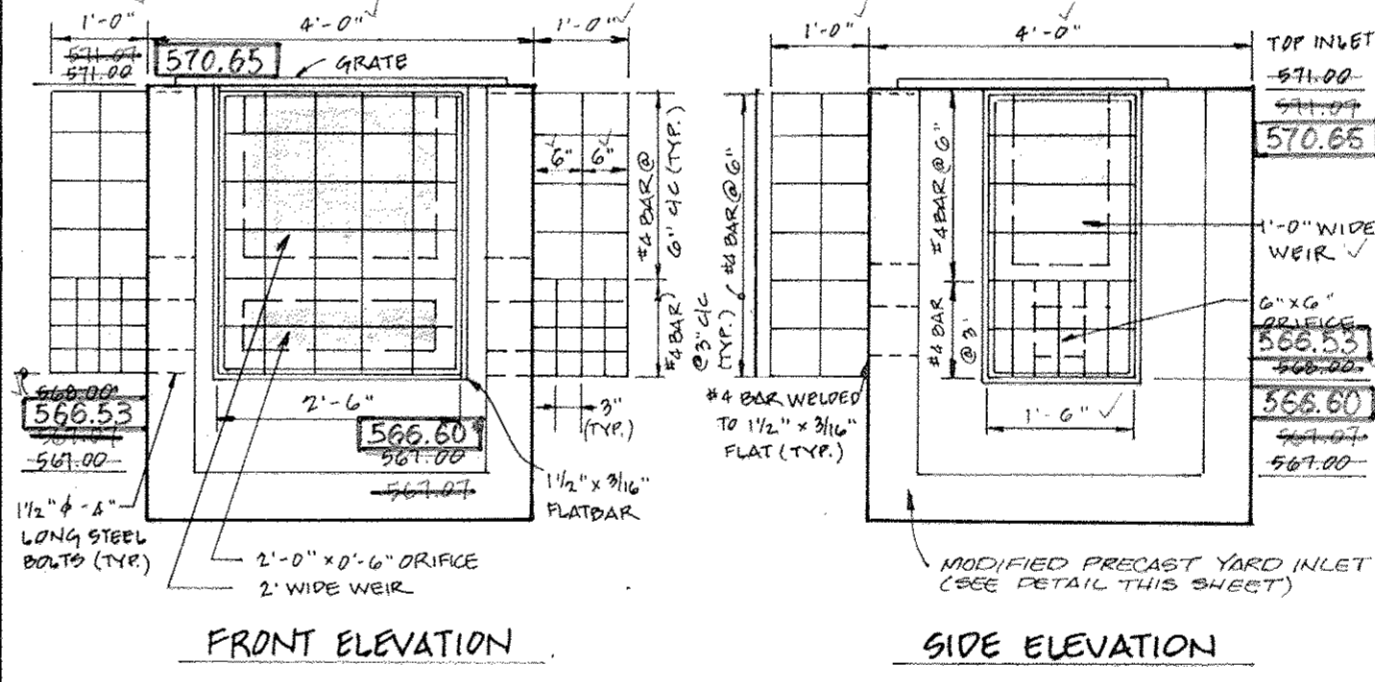 1'-0"
4'-0"
1'-0"
571.07
571.00
570.65
GRATE
6"
6"
#4 BAR @
6" C/C (TYP.)
#4 BAR
@ 3" C/C
(TYP.)
568.00
566.53
567.07
567.00
2'-6"
566.60
567.00
567.07
3"
(TYP.)
1 1/2" ϕ - 4"
LONG STEEL
BOLTS (TYP.)
1 1/2" x 3/16"
FLATBAR
2'-0" x 0'-6" ORIFICE
2' WIDE WEIR
FRONT ELEVATION
1'-0"
4'-0"
TOP INLET
571.00
571.07
570.65
#4 BAR @ 6"
#4 BAR @ 6"
#4 BAR
@ 3'
1'-0" WIDE
WEIR
6" x 6"
ORIFICE
566.53
568.00
566.60
567.07
567.00
1'-6"
#4 BAR WELDED
TO 1 1/2" x 3/16"
FLAT (TYP.)
MODIFIED PRECAST YARD INLET
(SEE DETAIL THIS SHEET)
SIDE ELEVATION